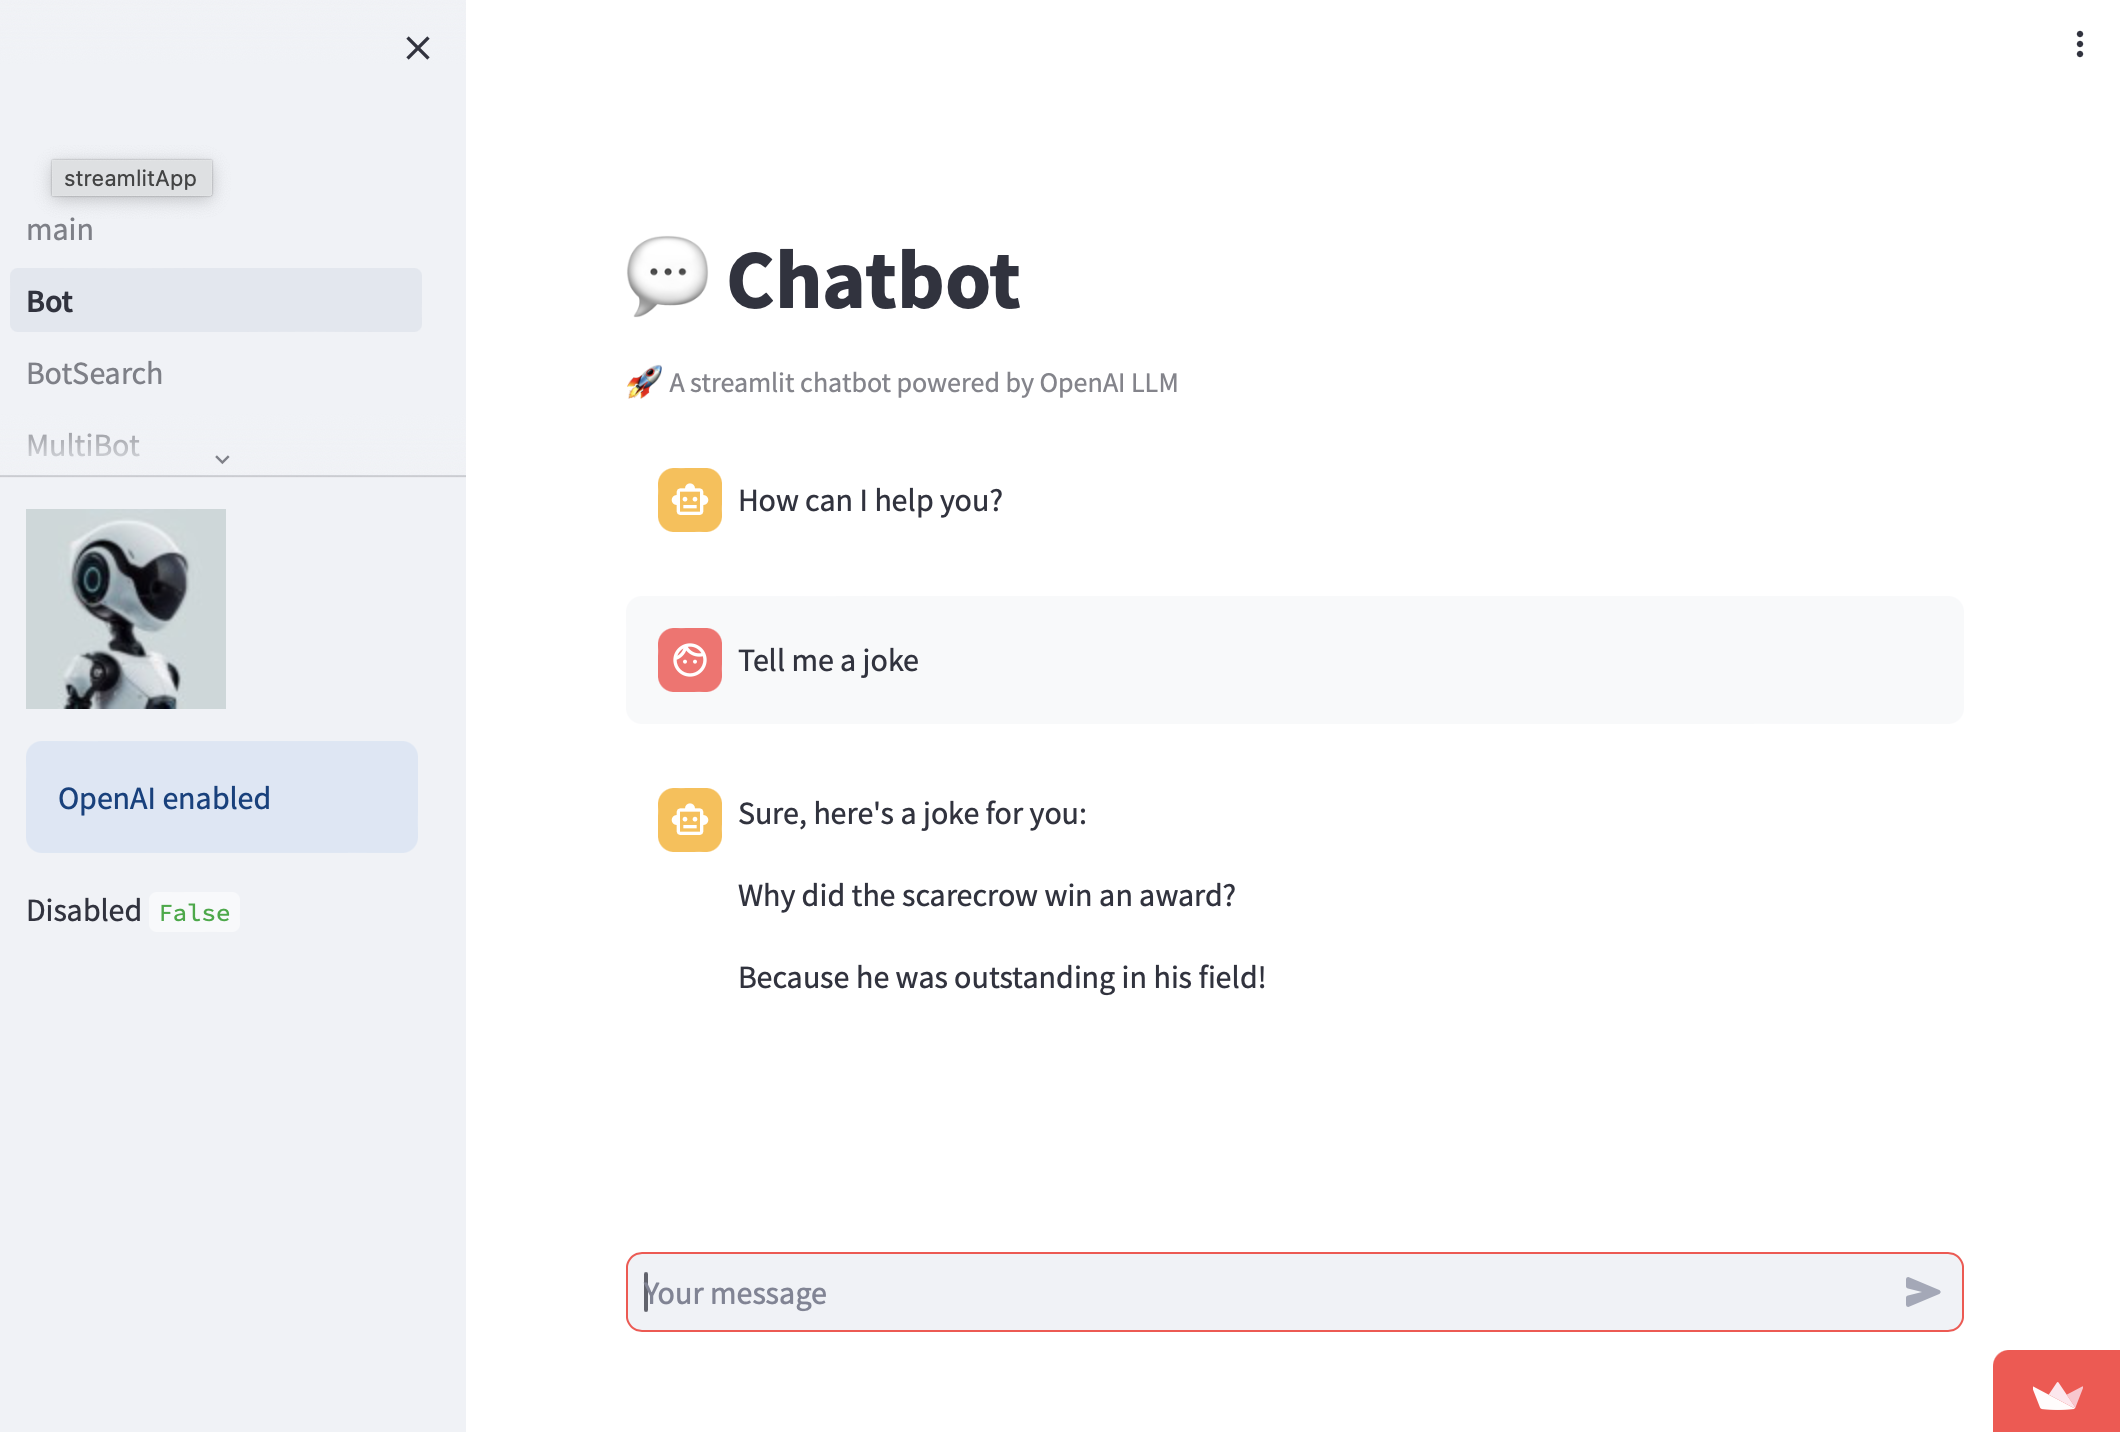 streamlitApp
main
Bot
BotSearch
MultiBot
OpenAI enabled
Disabled False
Chatbot
A streamlit chatbot powered by OpenAI LLM
How can I help you?
Tell me a joke
Sure, here's a joke for you:
Why did the scarecrow win an award?
Because he was outstanding in his field!
Your message